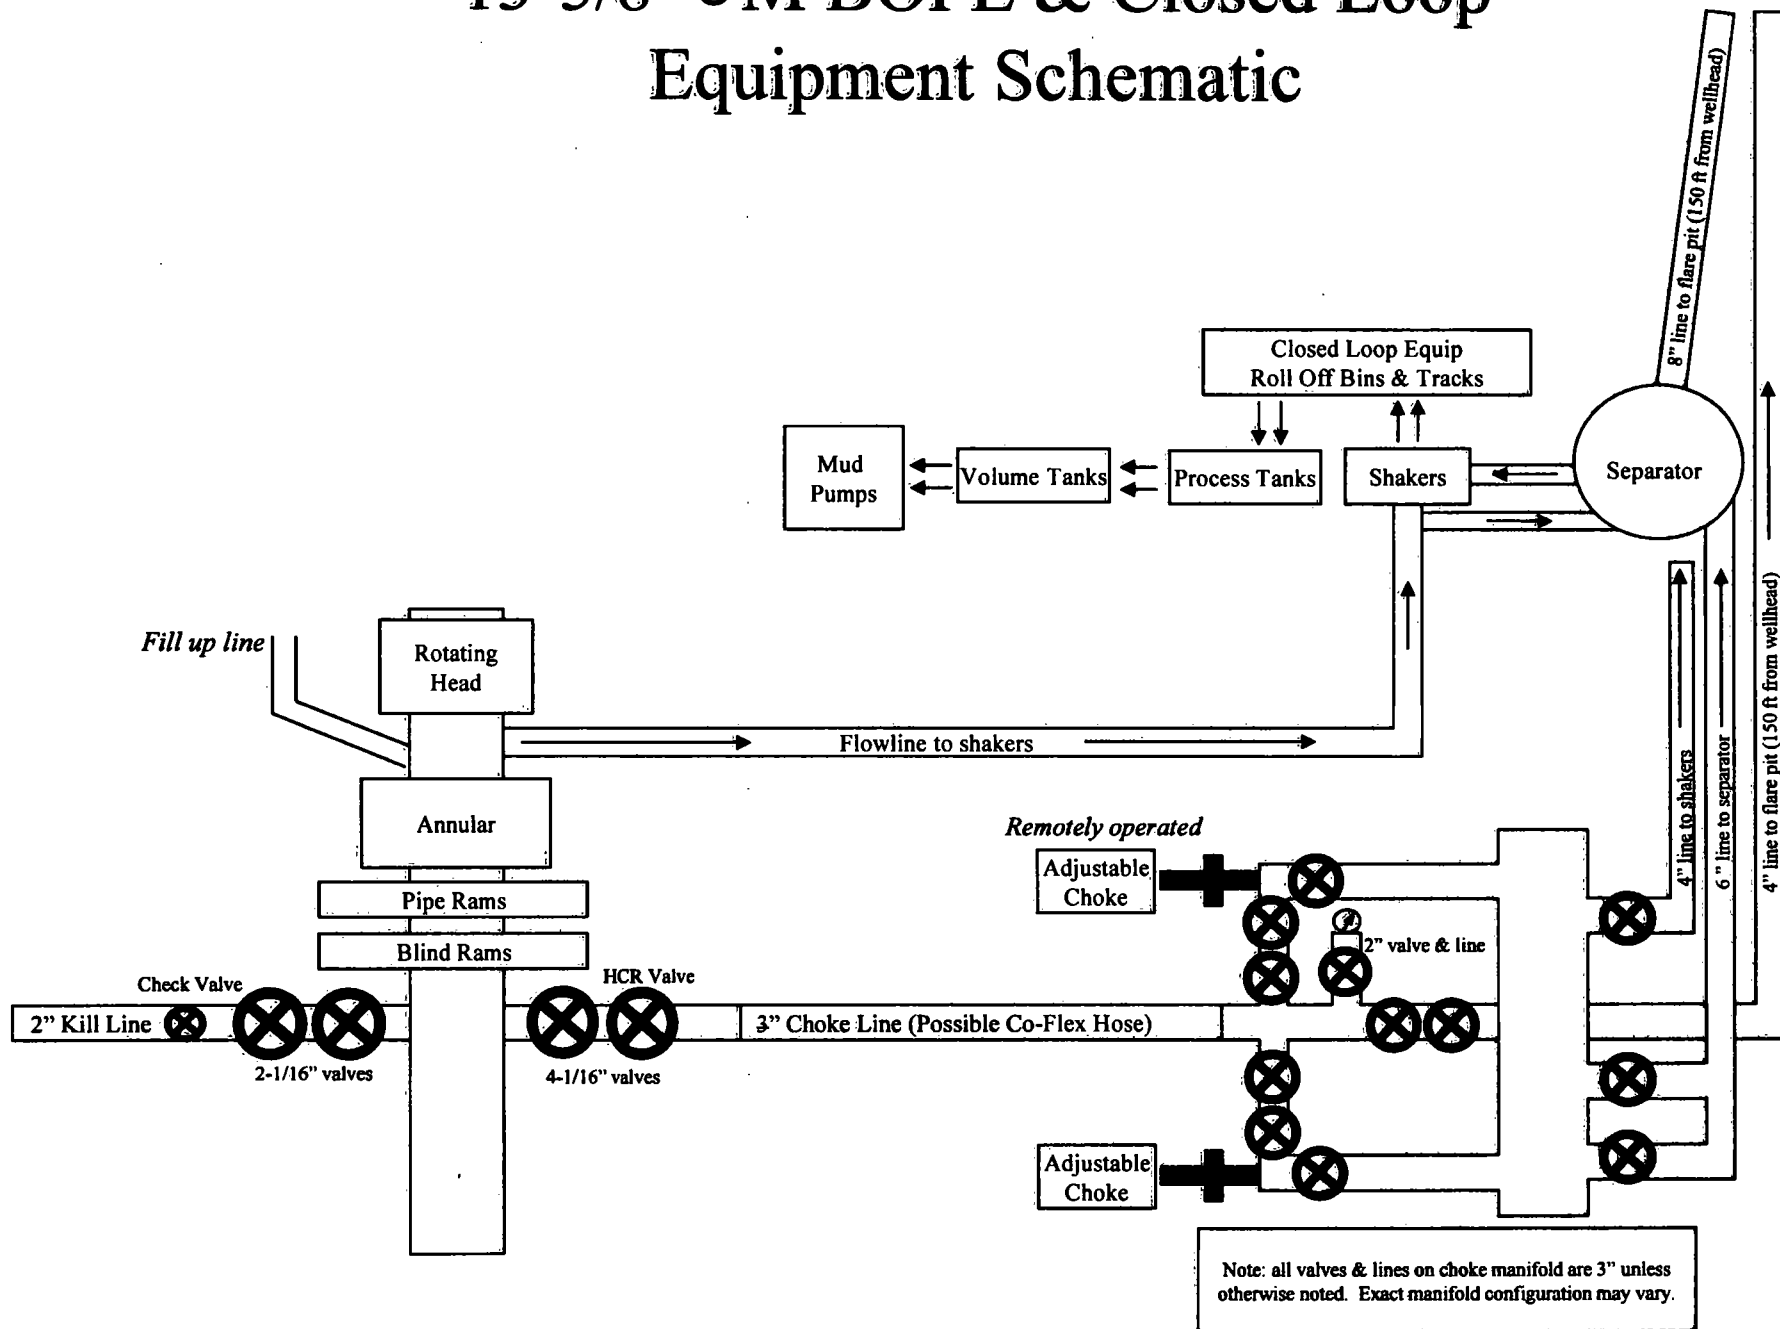 BOPE & Closed Loop
Equipment Schematic
8” line to flare pit (150 ft from wellhead)
Closed Loop Equip
Roll Off Bins & Tracks
Mud
Pumps
Volume Tanks
Process Tanks
Shakers
Separator
Fill up line
Rotating
Head
Flowline to shakers
Annular
Pipe Rams
Blind Rams
Check Valve
HCR Valve
2” Kill Line
3” Choke Line (Possible Co-Flex Hose)
2-1/16” valves
4-1/16” valves
Remotely operated
Adjustable
Choke
2” valve & line
Adjustable
Choke
4” line to shakers
6” line to separator
4” line to flare pit (150 ft from wellhead)
Note: all valves & lines on choke manifold are 3” unless
otherwise noted. Exact manifold configuration may vary.